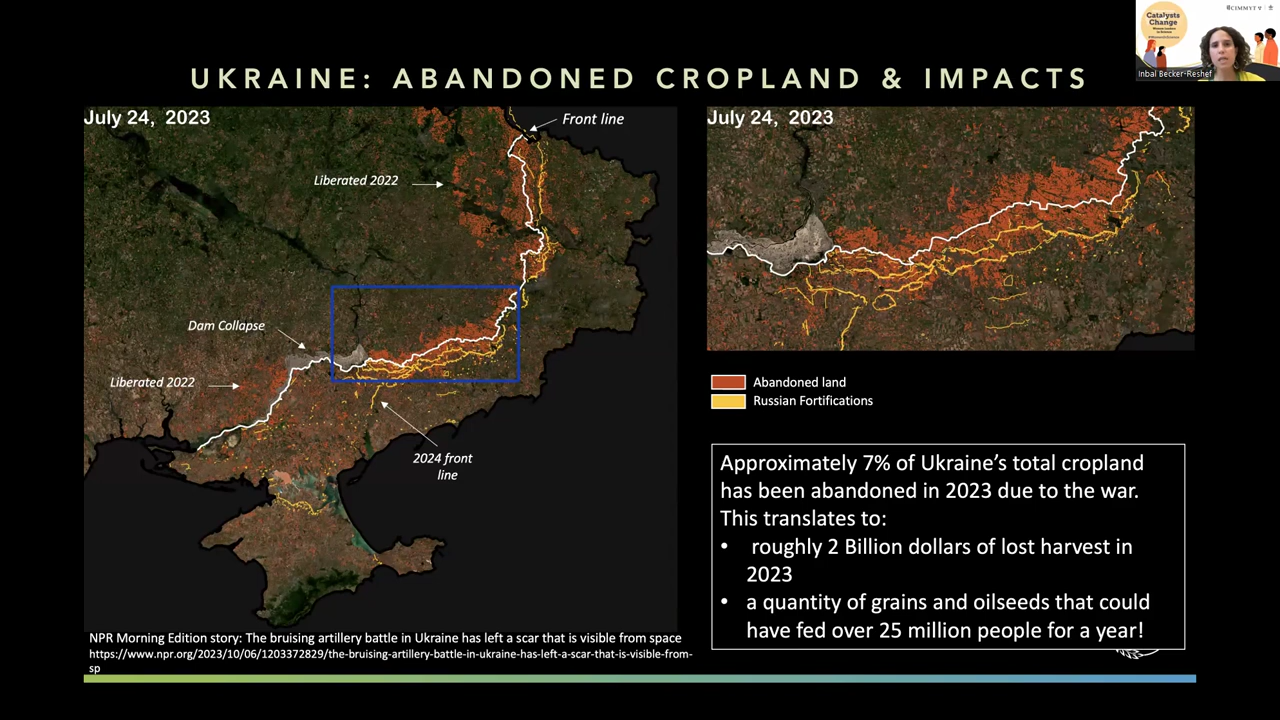 CIMMYT
Catalysts
Change
Inbal Becker-Reshef
UKRAINE: ABANDONED CROPLAND & IMPACTS
July 24, 2023
Front line
Liberated 2022
Dam Collapse
Liberated 2022
2024 front
line
July 24, 2023
Abandoned land
Russian Fortifications
Approximately 7% of Ukraine’s total cropland
has been abandoned in 2023 due to the war.
This translates to:
• roughly 2 Billion dollars of lost harvest in
2023
• a quantity of grains and oilseeds that could
have fed over 25 million people for a year!
NPR Morning Edition story: The bruising artillery battle in Ukraine has left a scar that is visible from space
https://www.npr.org/2023/10/06/1203372829/the-bruising-artillery-battle-in-ukraine-has-left-a-scar-that-is-visible-from-
sp